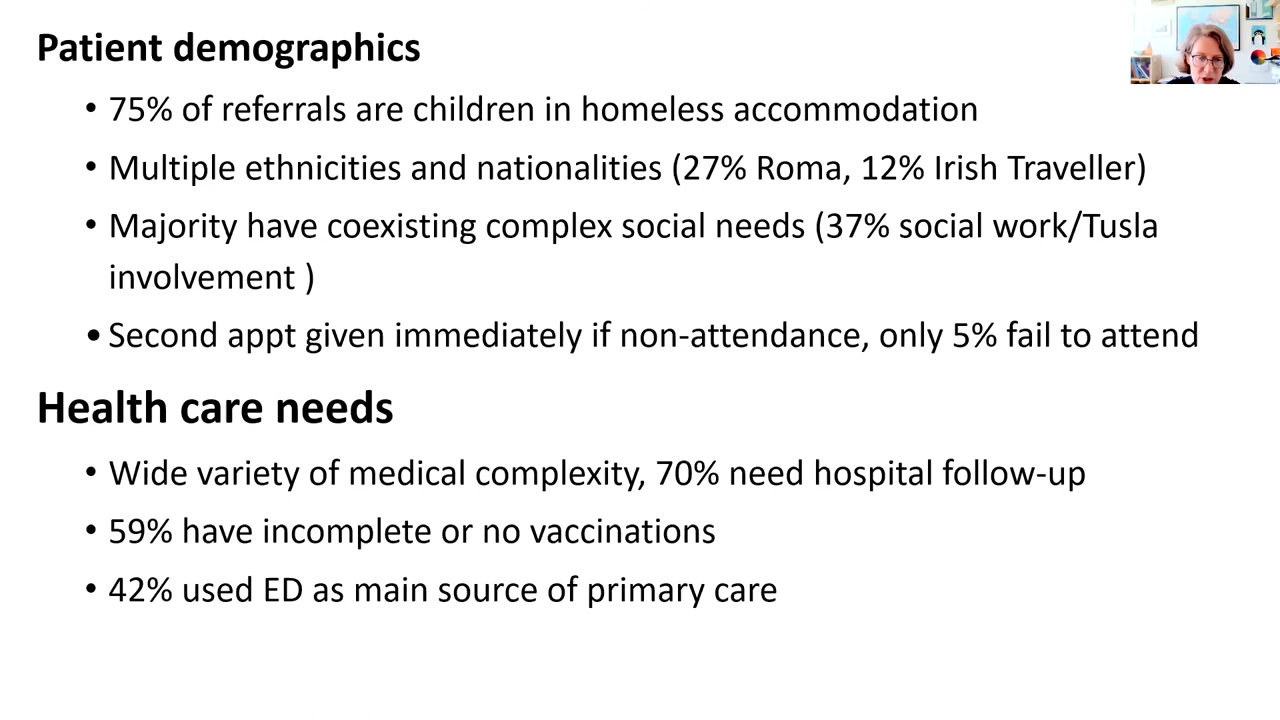 Patient demographics
• 75% of referrals are children in homeless accommodation
• Multiple ethnicities and nationalities (27% Roma, 12% Irish Traveller)
• Majority have coexisting complex social needs (37% social work/Tusla
involvement )
• Second appt given immediately if non-attendance, only 5% fail to attend
Health care needs
• Wide variety of medical complexity, 70% need hospital follow-up
• 59% have incomplete or no vaccinations
• 42% used ED as main source of primary care